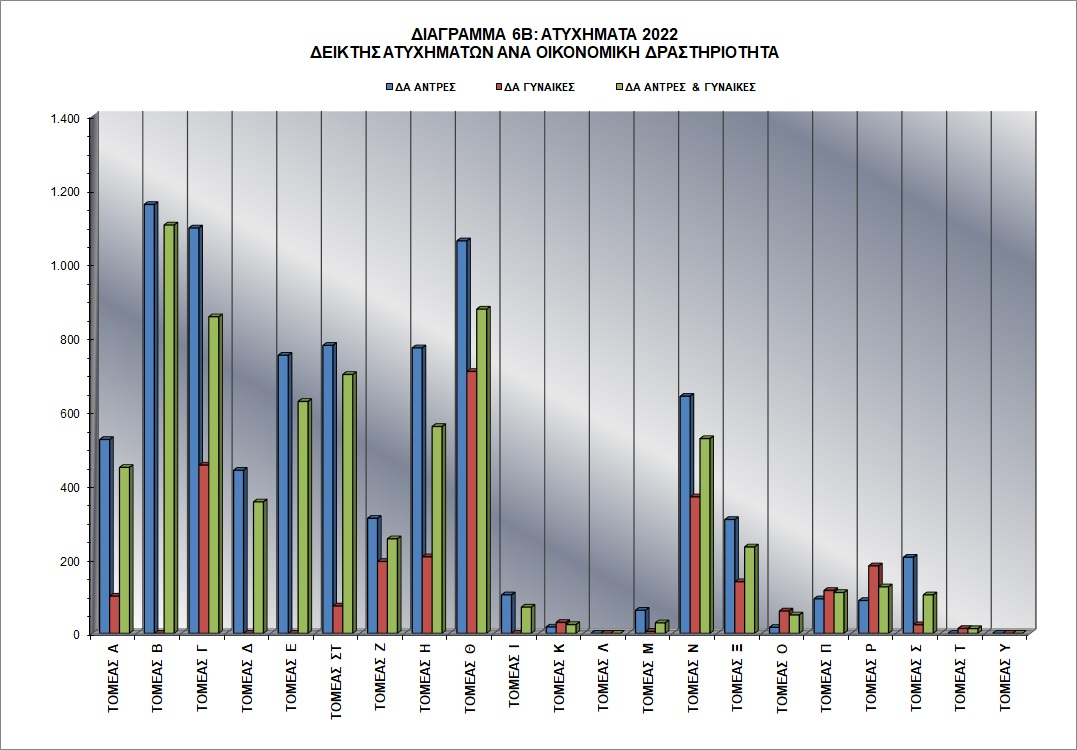 ΔΙΑΓΡΑΜΜΑ 6Β: ΑΤΥΧΗΜΑΤΑ 2022
ΔΕΙΚΤΗΣ ΑΤΥΧΗΜΑΤΩΝ ΑΝΑ ΟΙΚΟΝΟΜΙΚΗ ΔΡΑΣΤΗΡΙΟΤΗΤΑ
ΔΑ ΑΝΤΡΕΣ ΔΑ ΓΥΝΑΙΚΕΣ ΔΑ ΑΝΤΡΕΣ & ΓΥΝΑΙΚΕΣ
1.400
1.200
1.000
800
600
400
200
0
ΤΟΜΕΑΣ Α
ΤΟΜΕΑΣ Β
ΤΟΜΕΑΣ Γ
ΤΟΜΕΑΣ Δ
ΤΟΜΕΑΣ Ε
ΤΟΜΕΑΣ ΣΤ
ΤΟΜΕΑΣ Ζ
ΤΟΜΕΑΣ Η
ΤΟΜΕΑΣ Θ
ΤΟΜΕΑΣ Ι
ΤΟΜΕΑΣ Κ
ΤΟΜΕΑΣ Λ
ΤΟΜΕΑΣ Μ
ΤΟΜΕΑΣ Ν
ΤΟΜΕΑΣ Ξ
ΤΟΜΕΑΣ Ο
ΤΟΜΕΑΣ Π
ΤΟΜΕΑΣ Ρ
ΤΟΜΕΑΣ Σ
ΤΟΜΕΑΣ Τ
ΤΟΜΕΑΣ Υ